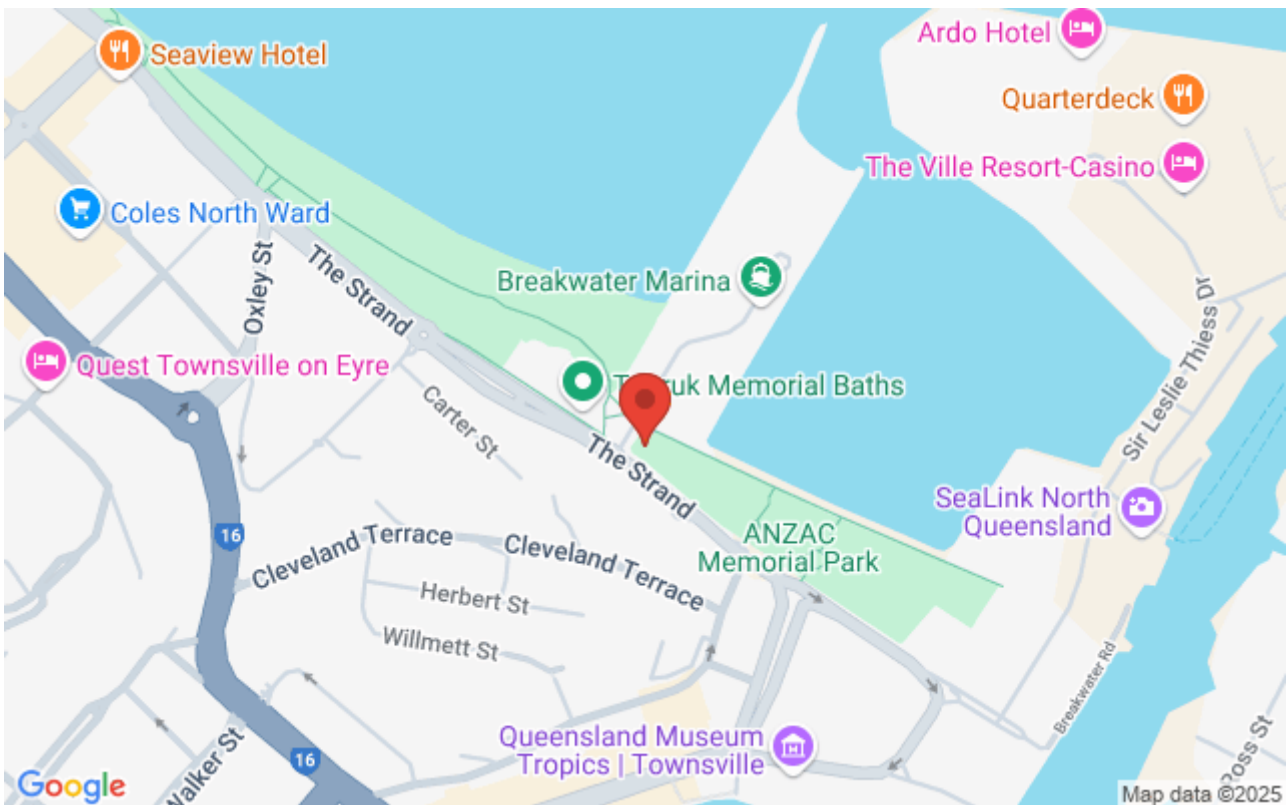 Ardo Hotel
Seaview Hotel
Quarterdeck
The Ville Resort-Casino
Coles North Ward
Oxley St
The Strand
Breakwater Marina
Sir Leslie Thiess Dr
Quest Townsville on Eyre
Memorial Baths
Carter St
The Strand
SeaLink North
Queensland
16
ANZAC
Memorial Park
Cleveland Terrace
Cleveland Terrace
Herbert St
Willmett St
Breakwater Rd
Queensland Museum
Tropics | Townsville
16
Walker St
Ross St
Google
Map data ©2025